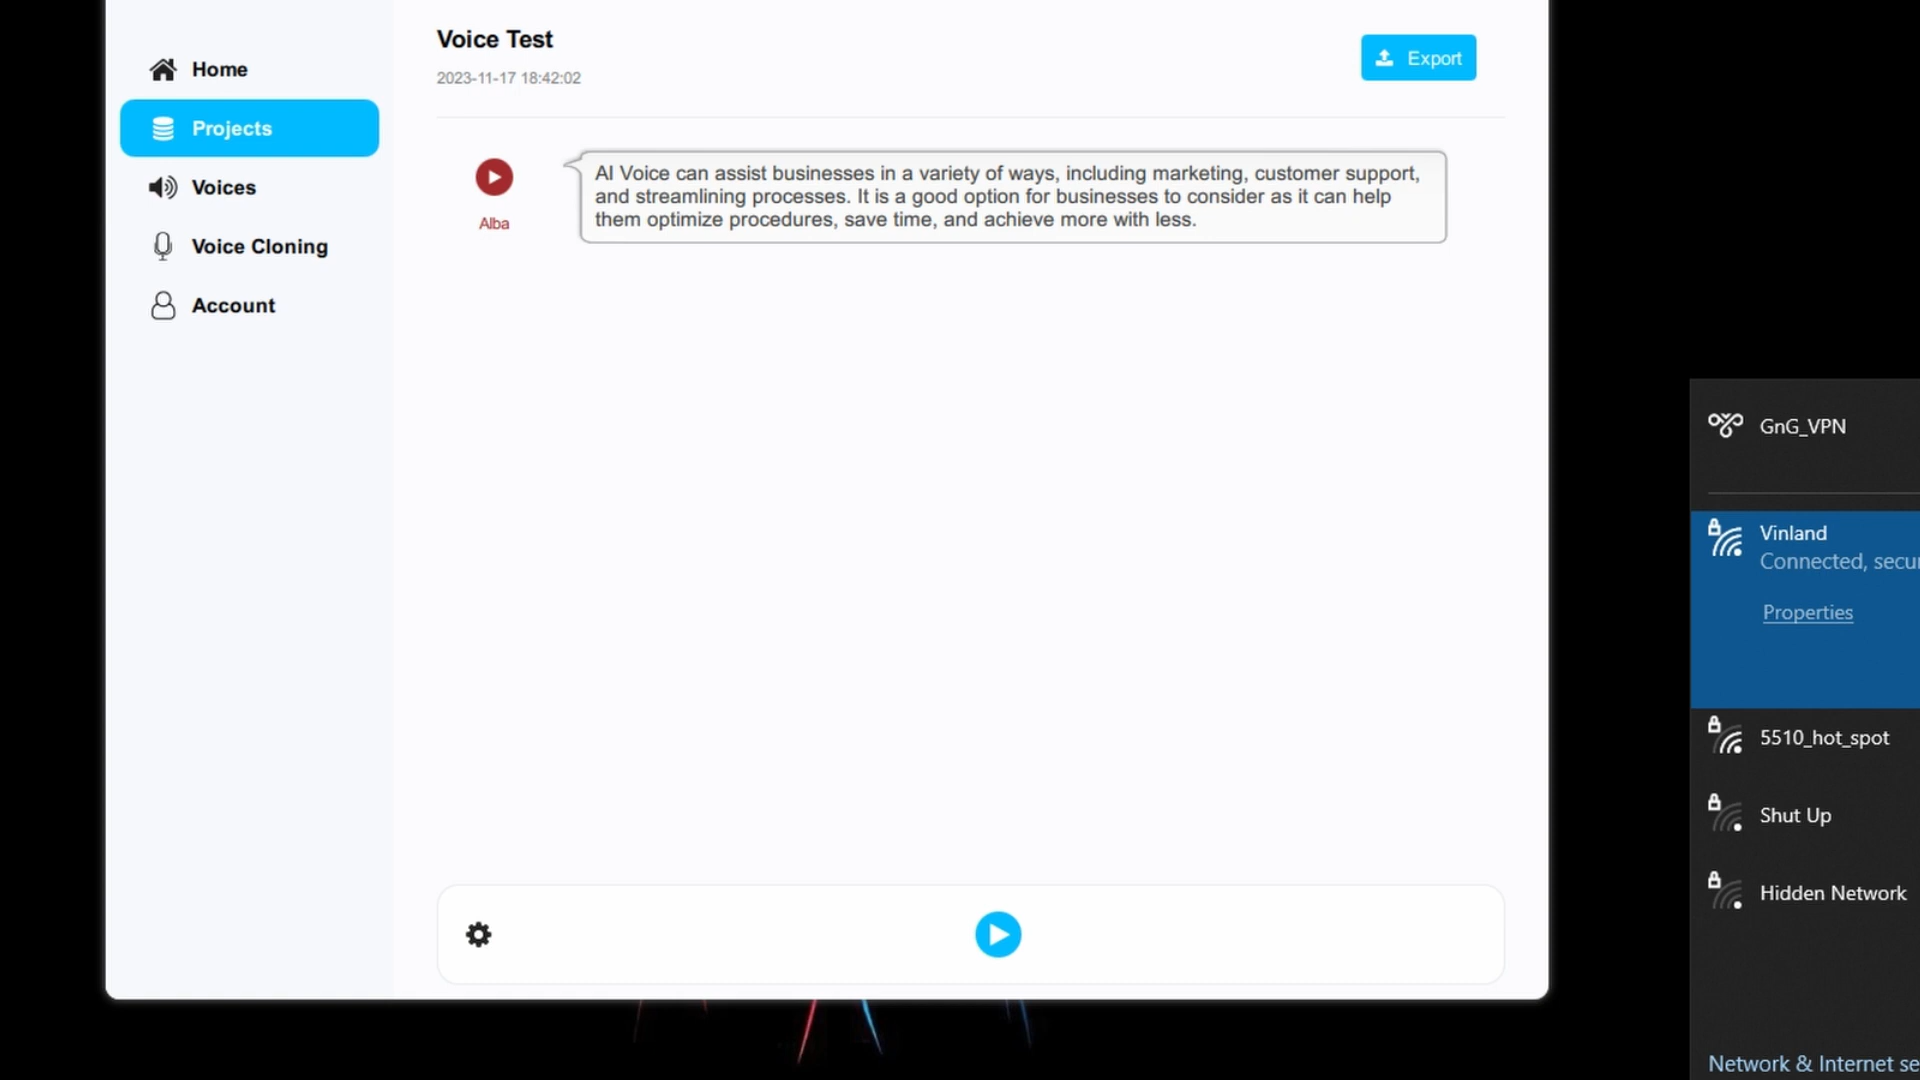 Home
Projects
Voices
Voice Cloning
Account
Voice Test
2023-11-17 18:42:02
Export
Alba
AI Voice can assist businesses in a variety of ways, including marketing, customer support,
and streamlining processes. It is a good option for businesses to consider as it can help
them optimize procedures, save time, and achieve more with less.
GnG_VPN
Vinland
Connected,
Properties
5510_hot_spot
Shut Up
Hidden Network
Network & Internet